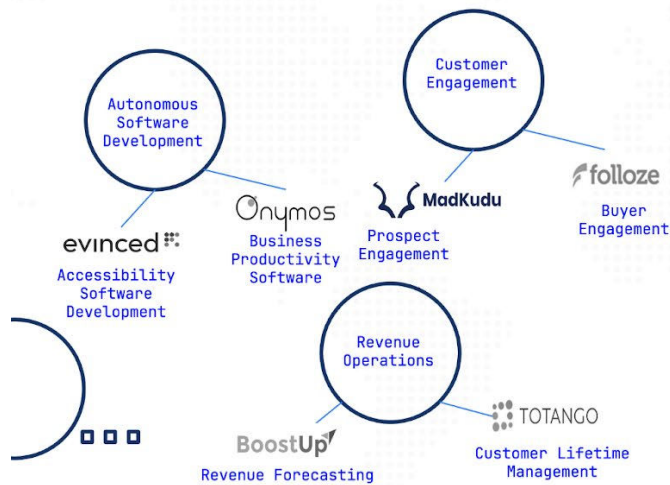 Autonomous
Software
Development
Customer
Engagement
evinced
Accessibility
Software
Development
Onymos
Business
Productivity
Software
MadKudu
Prospect
Engagement
folloze
Buyer
Engagement
Revenue
Operations
BoostUp
Revenue Forecasting
TOTANGO
Customer Lifetime
Management